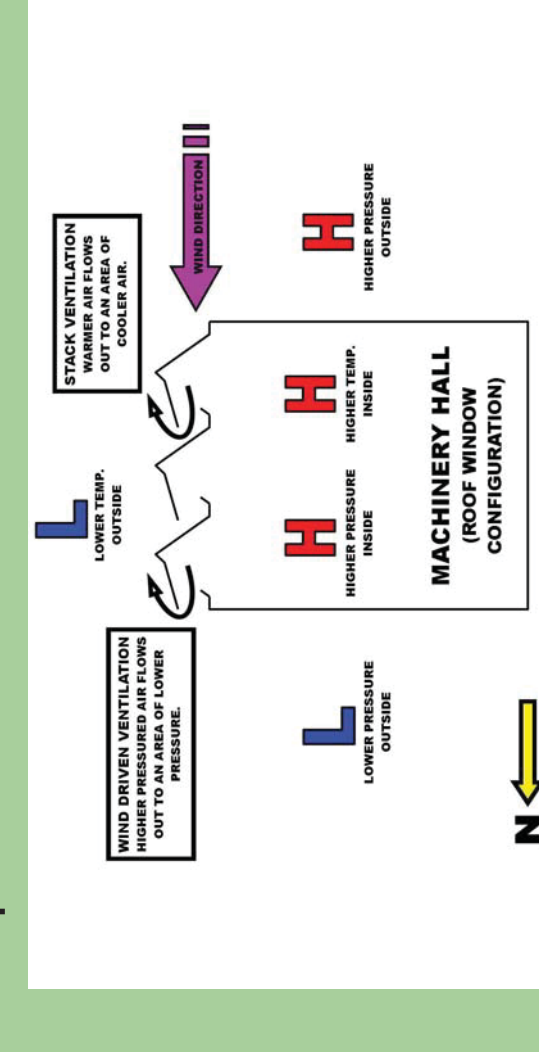 STACK VENTILATION
WARMER AIR FLOWS
OUT TO AN AREA OF
COOLER AIR.
L
LOWER TEMP.
OUTSIDE
WIND DRIVEN VENTILATION
HIGHER PRESSURED AIR FLOWS
OUT TO AN AREA OF LOWER
PRESSURE.
WIND DIRECTION
L
LOWER PRESSURE
OUTSIDE
H
HIGHER PRESSURE
INSIDE
H
HIGHER TEMP.
INSIDE
H
HIGHER PRESSURE
OUTSIDE
MACHINERY HALL
(ROOF WINDOW
CONFIGURATION)
N